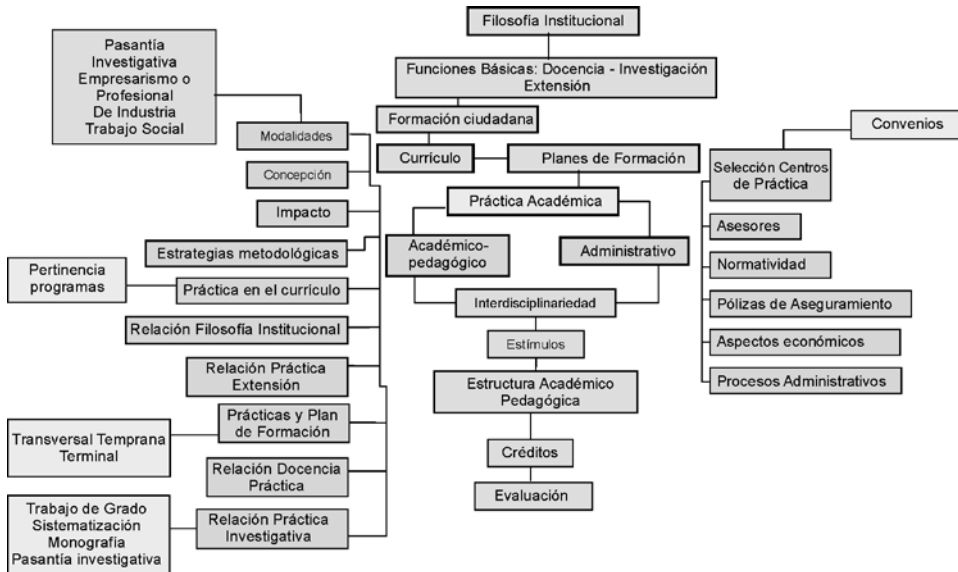 Filosofía Institucional
Funciones Básicas: Docencia - Investigación
Extensión
Formación ciudadana
Currículo
Planes de Formación
Práctica Académica
Académico-
pedagógico
Administrativo
Interdisciplinariedad
Estímulos
Estructura Académico
Pedagógica
Créditos
Evaluación
Pasantía
Investigativa
Empresarismo o
Profesional
De Industria
Trabajo Social
Modalidades
Concepción
Impacto
Estrategias metodológicas
Pertinencia
programas
Práctica en el currículo
Relación Filosofía Institucional
Relación Práctica
Extensión
Prácticas y Plan
de Formación
Transversal Temprana
Terminal
Relación Docencia
Práctica
Trabajo de Grado
Sistematización
Monografía
Pasantía investigativa
Relación Práctica
Investigativa
Convenios
Selección Centros
de Práctica
Asesores
Normatividad
Pólizas de Aseguramiento
Aspectos económicos
Procesos Administrativos